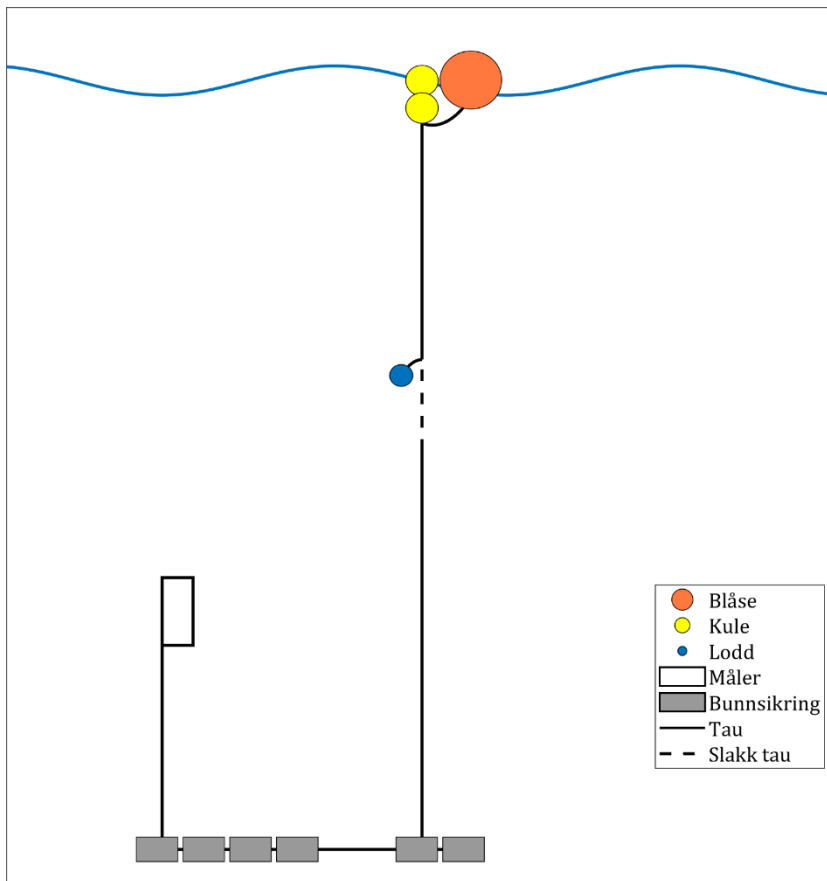 Blåse
Kule
Lodd
Måler
Bunnsikring
Tau
Slakk tau